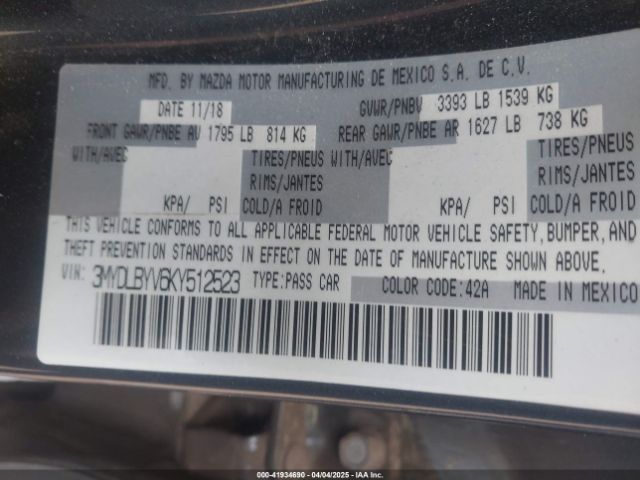 MFD. BY MAZDA MOTOR MANUFACTURING DE MEXICO S.A. DE C.V.
DATE 11/18 GVWR/PNBV 3393 LB 1539 KG
FRONT GAWR/PNBE AV 1795 LB 814 KG REAR GAWR/PNBE AR 1627 LB 738 KG
WITH/AVEC TIRES/PNEUS WITH/AVEC TIRES/PNEUS
RIMS/JANTES RIMS/JANTES
KPA/ PSI COLD/A FROID KPA/ PSI COLD/A FROID
THIS VEHICLE CONFORMS TO ALL APPLICABLE FEDERAL MOTOR VEHICLE SAFETY, BUMPER, AND
THEFT PREVENTION STANDARDS IN EFFECT ON THE DATE OF MANUFACTURE SHOWN ABOVE.
VIN: 3MYDLBYV6KY512523 TYPE:PASS CAR COLOR CODE:42A MADE IN MEXICO
000-41934690 - 04/04/2025 - IAA Inc.